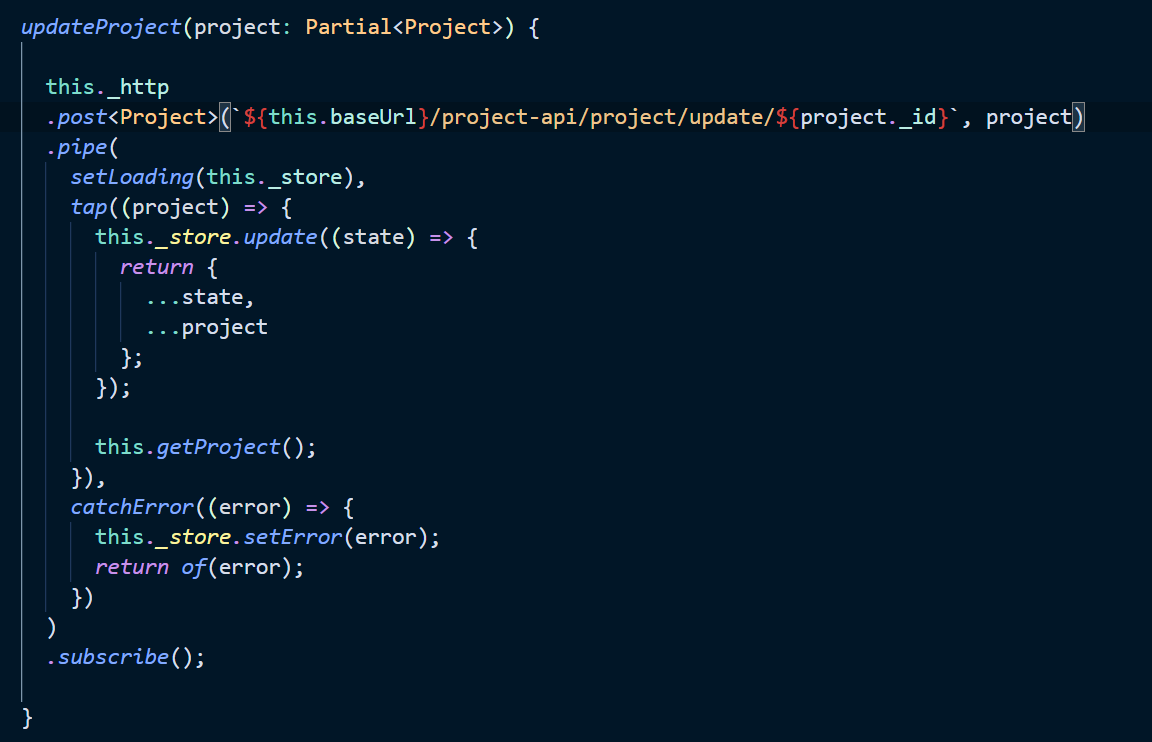 updateProject(project: Partial<Project>) {
this._http
.post<Project>(`${this.baseUrl}/project-api/project/update/${project._id}`, project)
.pipe(
setLoading(this._store),
tap((project) => {
this._store.update((state) => {
return {
...state,
...project
};
});
this.getProject();
}),
catchError((error) => {
this._store.setError(error);
return of(error);
})
)
.subscribe();
}